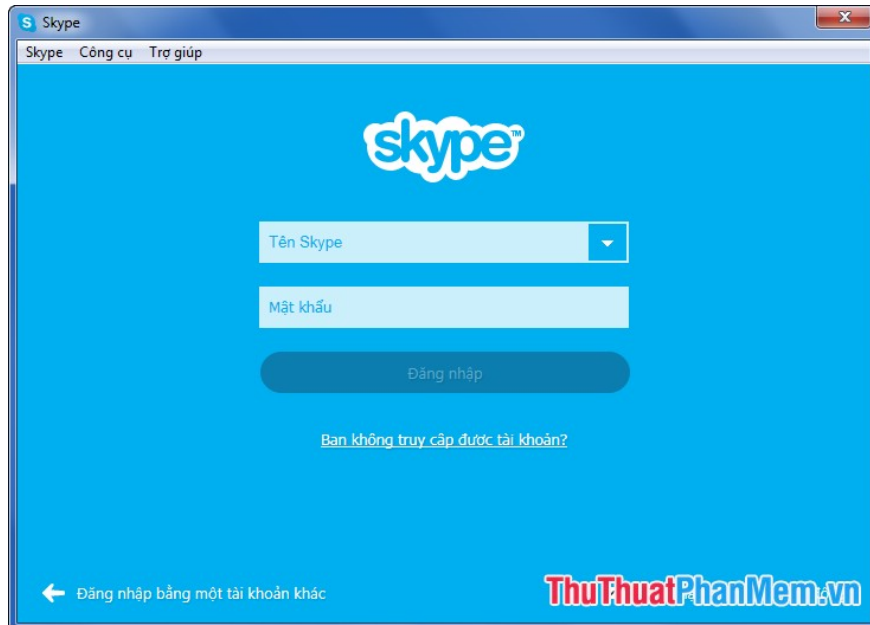 Skype
x
Skype Công cụ Trợ giúp
skype™
Tên Skype
Mật khẩu
Đăng nhập
Bạn không truy cập được tài khoản?
Đăng nhập bằng một tài khoản khác
ThuThuatPhanMem.vn